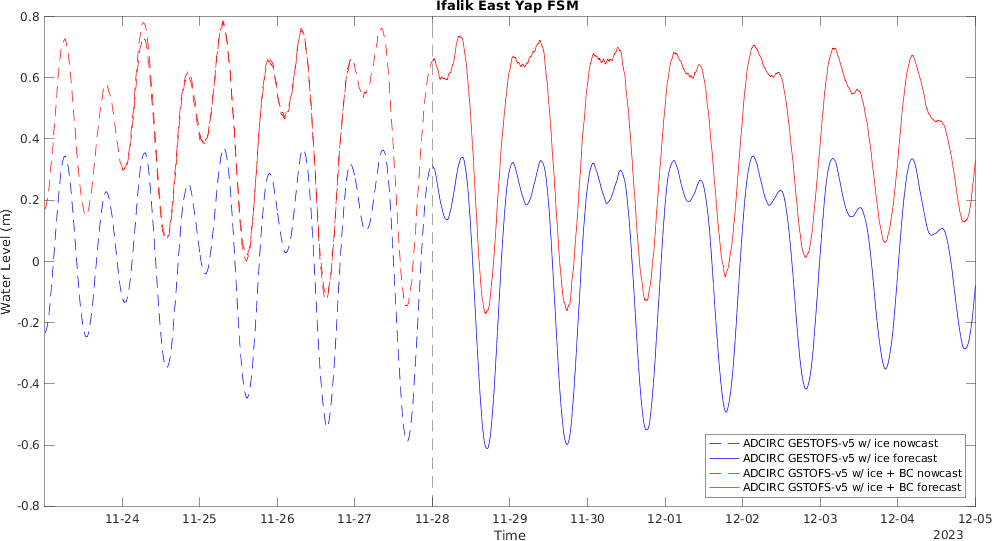 Ifalik East Yap FSM
0.8
0.6
0.4
0.2
0
-0.2
-0.4
-0.6
-0.8
Water Level (m)
ADCIRC GESTOFS-v5 w/ ice nowcast
ADCIRC GESTOFS-v5 w/ ice forecast
ADCIRC GSTOFS-v5 w/ ice + BC nowcast
ADCIRC GSTOFS-v5 w/ ice + BC forecast
11-24 11-25 11-26 11-27 11-28 11-29 11-30 12-01 12-02 12-03 12-04 12-05
Time
2023